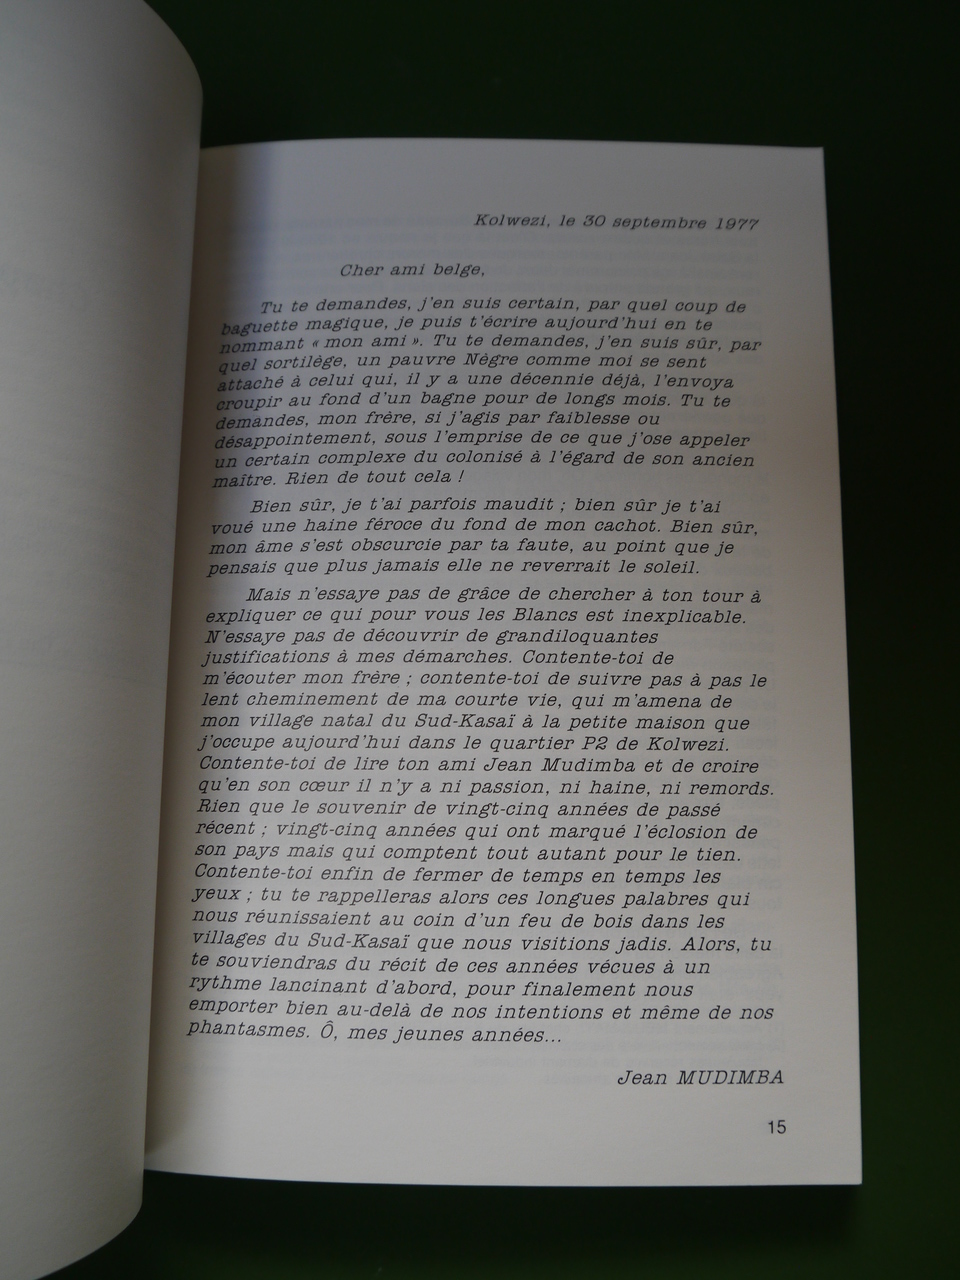 Kolwezi, le 30 septembre 1977
Cher ami belge,
Tu te demandes, j'en suis certain, par quel coup de
baguette magique, je puis t'écrire aujourd'hui en te
nommant « mon ami ». Tu te demandes, j'en suis sûr, par
quel sortilège, un pauvre Nègre comme moi se sent
attaché à celui qui, il y a une décennie déjà, l'envoya
croupir au fond d'un bagne pour de longs mois. Tu te
demandes, mon frère, si j'agis par faiblesse ou
désappointement, sous l'emprise de ce que j'ose appeler
un certain complexe du colonisé à l'égard de son ancien
maître. Rien de tout cela !
Bien sûr, je t'ai parfois maudit ; bien sûr je t'ai
voué une haine féroce du fond de mon cachot. Bien sûr,
mon âme s'est obscurcie par ta faute, au point que je
pensais que plus jamais elle ne reverrait le soleil.
Mais n'essaye pas de grâce de chercher à ton tour à
expliquer ce qui pour vous les Blancs est inexplicable.
N'essaye pas de découvrir de grandiloquantes
justifications à mes démarches. Contente-toi de
m'écouter mon frère ; contente-toi de suivre pas à pas le
lent cheminement de ma courte vie, qui m'amena de
mon village natal du Sud-Kasaï à la petite maison que
j'occupe aujourd'hui dans le quartier P2 de Kolwezi.
Contente-toi de lire ton ami Jean Mudimba et de croire
qu'en son cœur il n'y a ni passion, ni haine, ni remords.
Rien que le souvenir de vingt-cinq années de passé
récent ; vingt-cinq années qui ont marqué l'éclosion de
son pays mais qui comptent tout autant pour le tien.
Contente-toi enfin de fermer de temps en temps les
yeux ; tu te rappelleras alors ces longues palabres qui
nous réunissaient au coin d'un feu de bois dans les
villages du Sud-Kasaï que nous visitions jadis. Alors, tu
te souviendras du récit de ces années vécues à un
rythme lancinant d'abord, pour finalement nous
emporter bien au-delà de nos intentions et même de nos
phantasmes. Ô, mes jeunes années...
Jean MUDIMBA
15